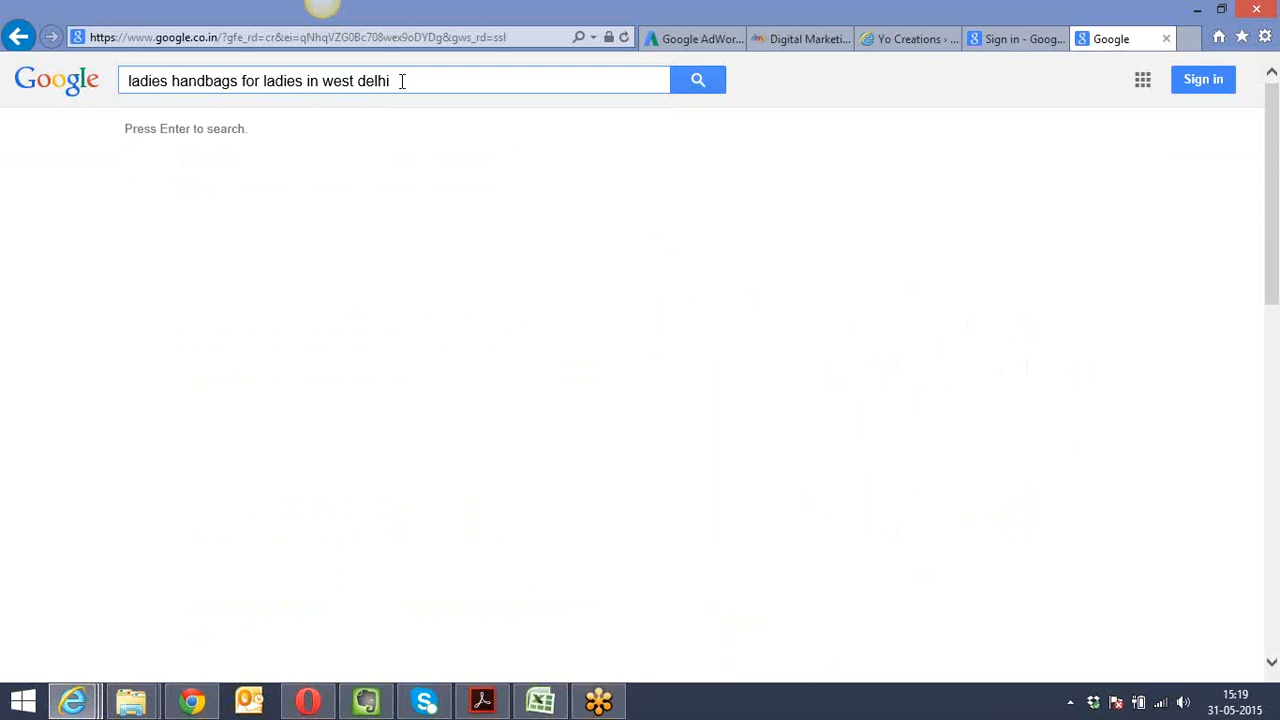 https://www.google.co.in/?gfe_rd=cr&ei=qNhqVZG0Bc708wex9oDYDg&gws_rd=ssl
Google AdWor...
Digital Marketi...
Yo Creations ‹ ...
Sign in - Goog...
Google
Google
ladies handbags for ladies in west delhi
Sign in
Press Enter to search.
15:19
31-05-2015